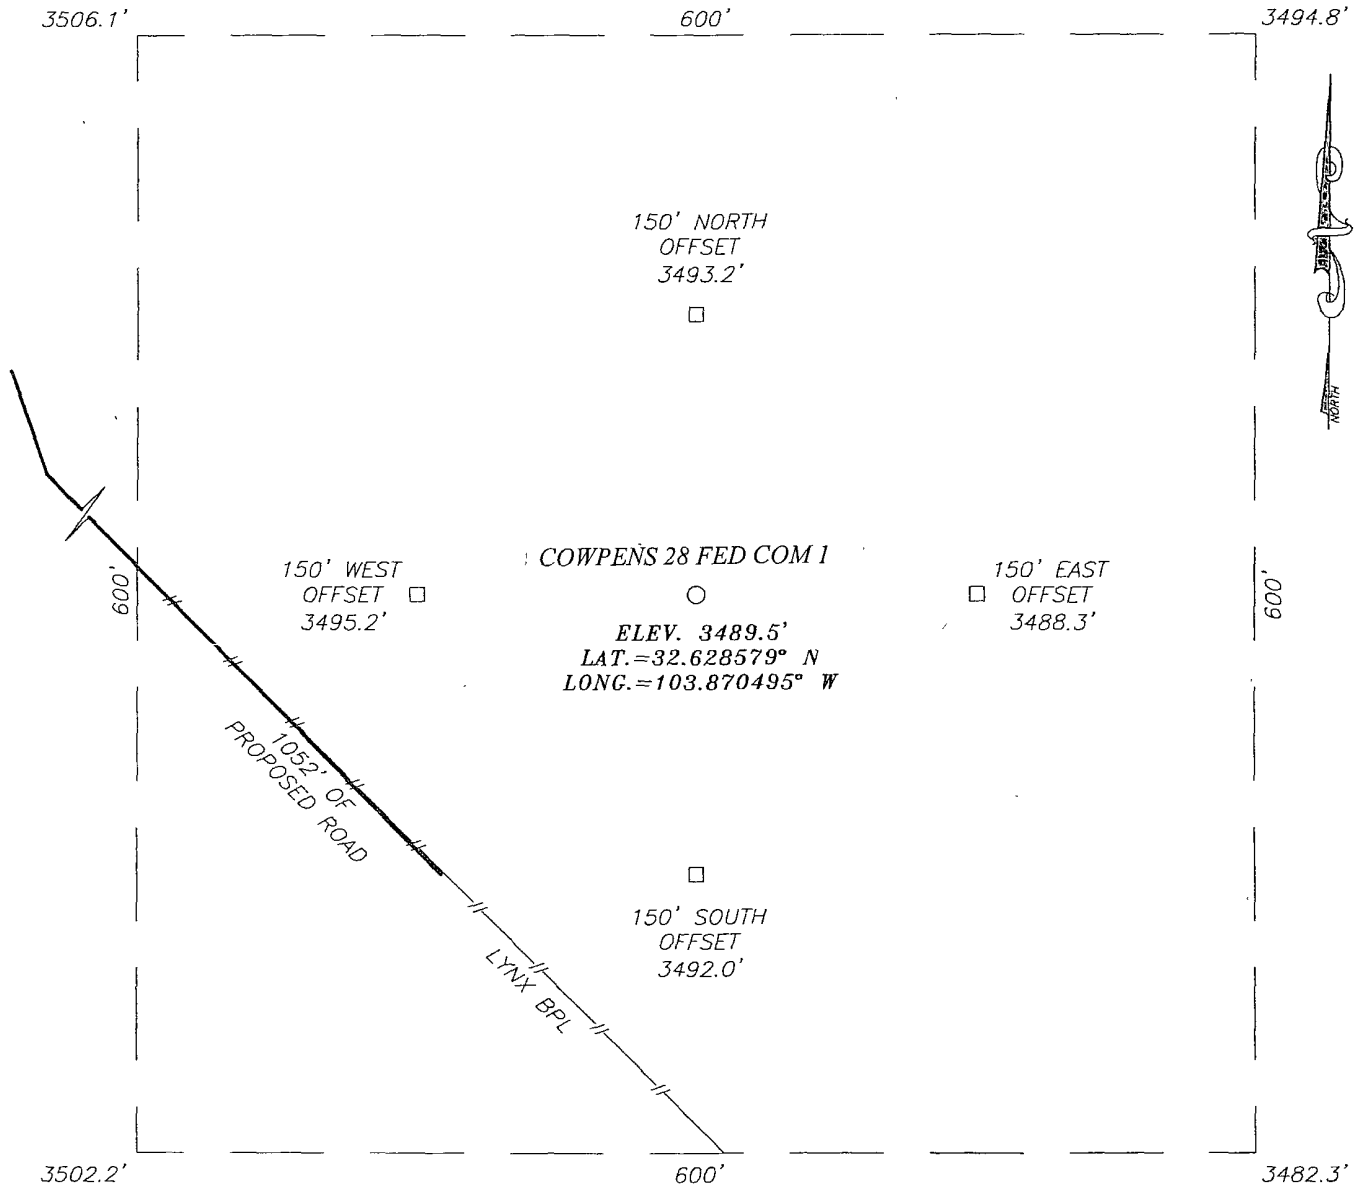 3506.1'
600'
3494.8'
150' NORTH
OFFSET
3493.2'
NORTH
COWPENS 28 FED COM 1
ELEV. 3489.5'
LAT.=32.628579° N
LONG.=103.870495° W
150' WEST
OFFSET
3495.2'
150' EAST
OFFSET
3488.3'
600'
600'
1052' OF
PROPOSED ROAD
150' SOUTH
OFFSET
3492.0'
LYNX BPL
3502.2'
600'
3482.3'